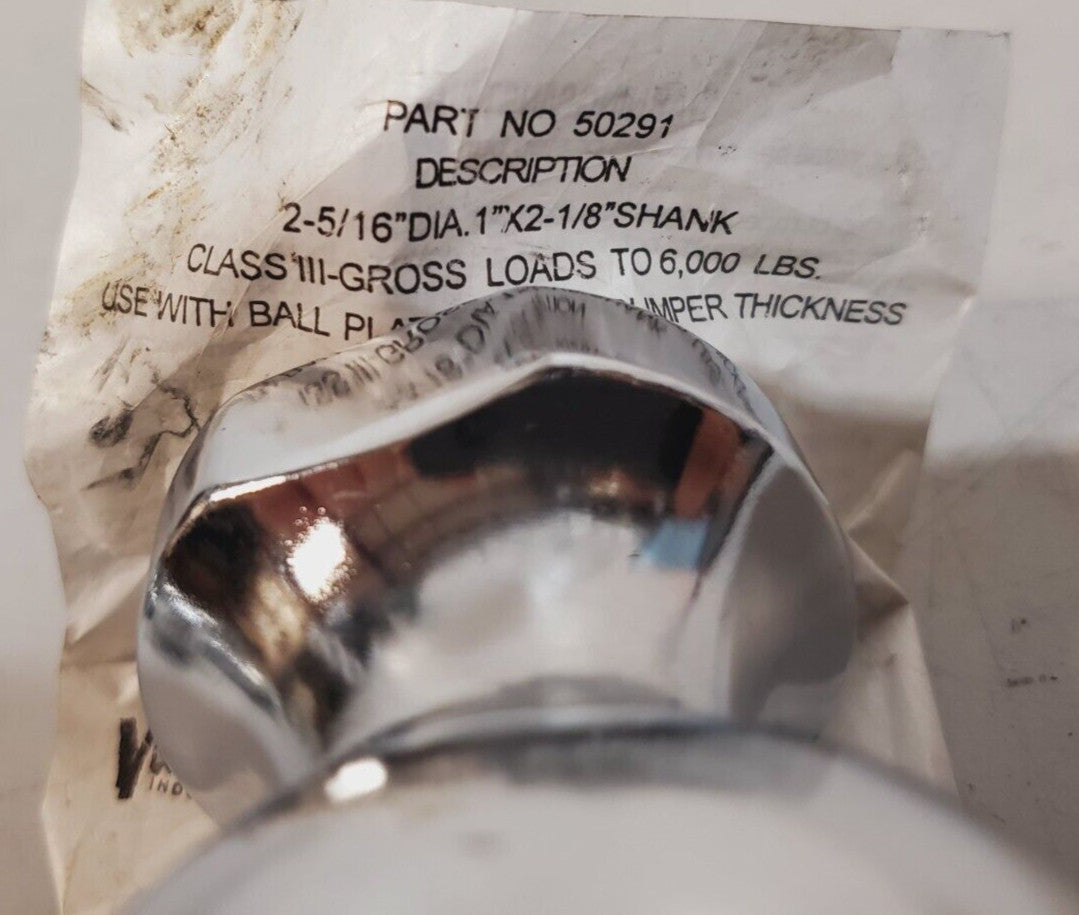 PART NO 50291
DESCRIPTION
2-5/16"DIA. 1"X2-1/8"SHANK
CLASS III-GROSS LOADS TO 6,000 LBS.
USE WITH BALL THICKNESS